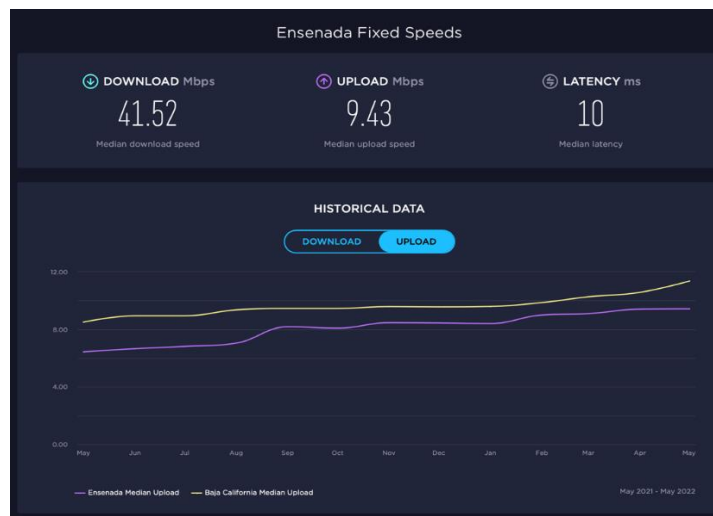 Ensenada Fixed Speeds
DOWNLOAD Mbps
41.52
Median download speed
UPLOAD Mbps
9.43
Median upload speed
LATENCY ms
10
Median latency
HISTORICAL DATA
DOWNLOAD UPLOAD
12.00
8.00
4.00
0.00
May Jun Jul Aug Sep Oct Nov Dec Jan Feb Mar Apr May
Ensenada Median Upload Baja California Median Upload May 2021 - May 2022